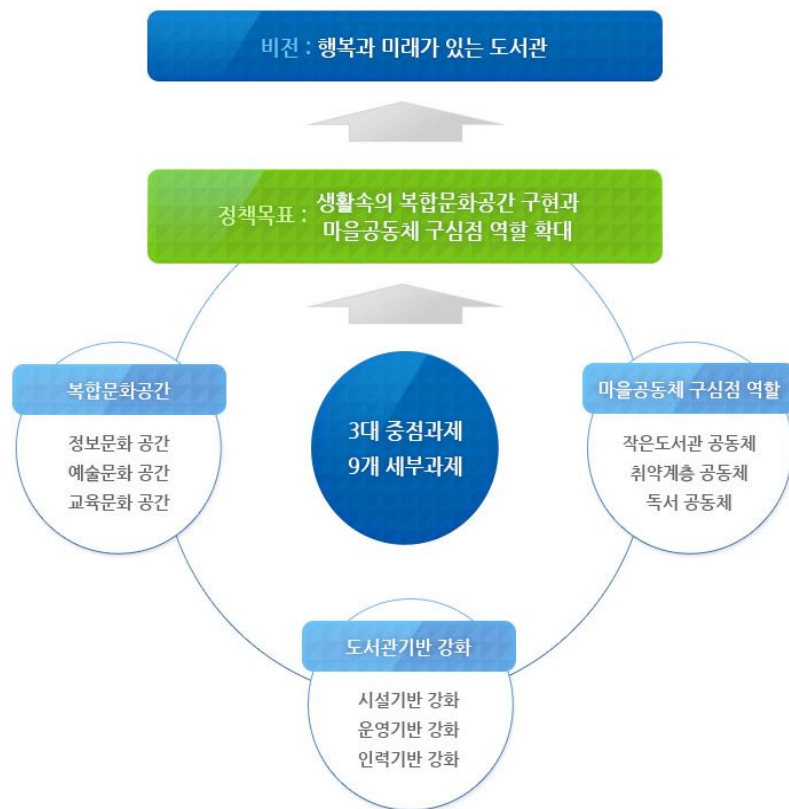 비전 : 행복과 미래가 있는 도서관
정책목표 : 생활속의 복합문화공간 구현과
마을공동체 구심점 역할 확대
복합문화공간
정보문화 공간
예술문화 공간
교육문화 공간
3대 중점과제
9개 세부과제
마을공동체 구심점 역할
작은도서관 공동체
취약계층 공동체
독서 공동체
도서관기반 강화
시설기반 강화
운영기반 강화
인력기반 강화